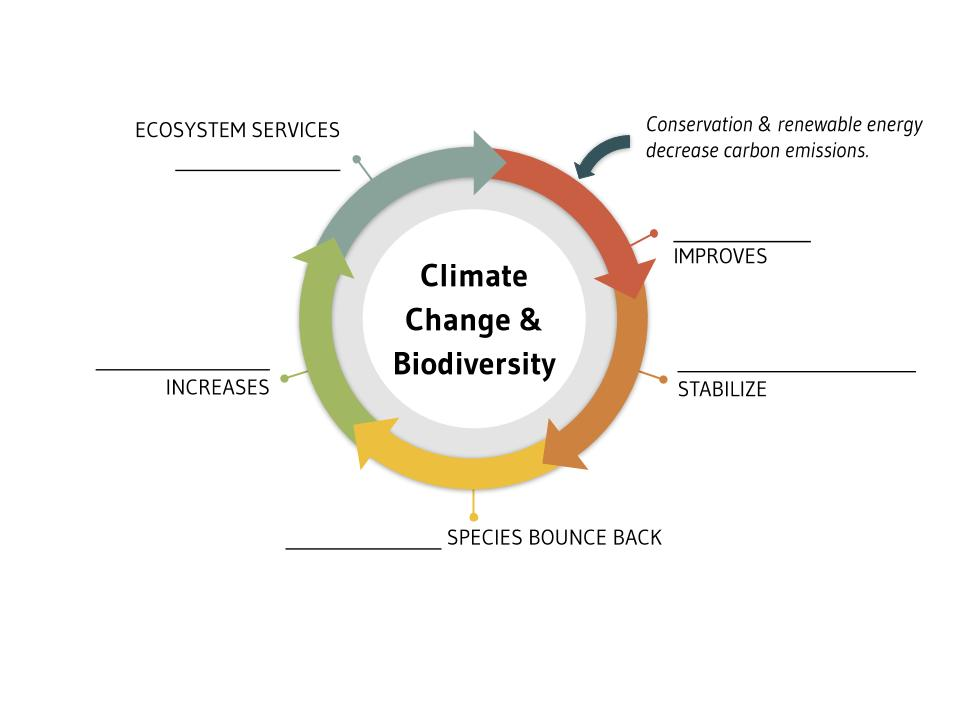 ECOSYSTEM SERVICES
Conservation & renewable energy
decrease carbon emissions.
IMPROVES
Climate
Change &
Biodiversity
INCREASES
STABILIZE
SPECIES BOUNCE BACK